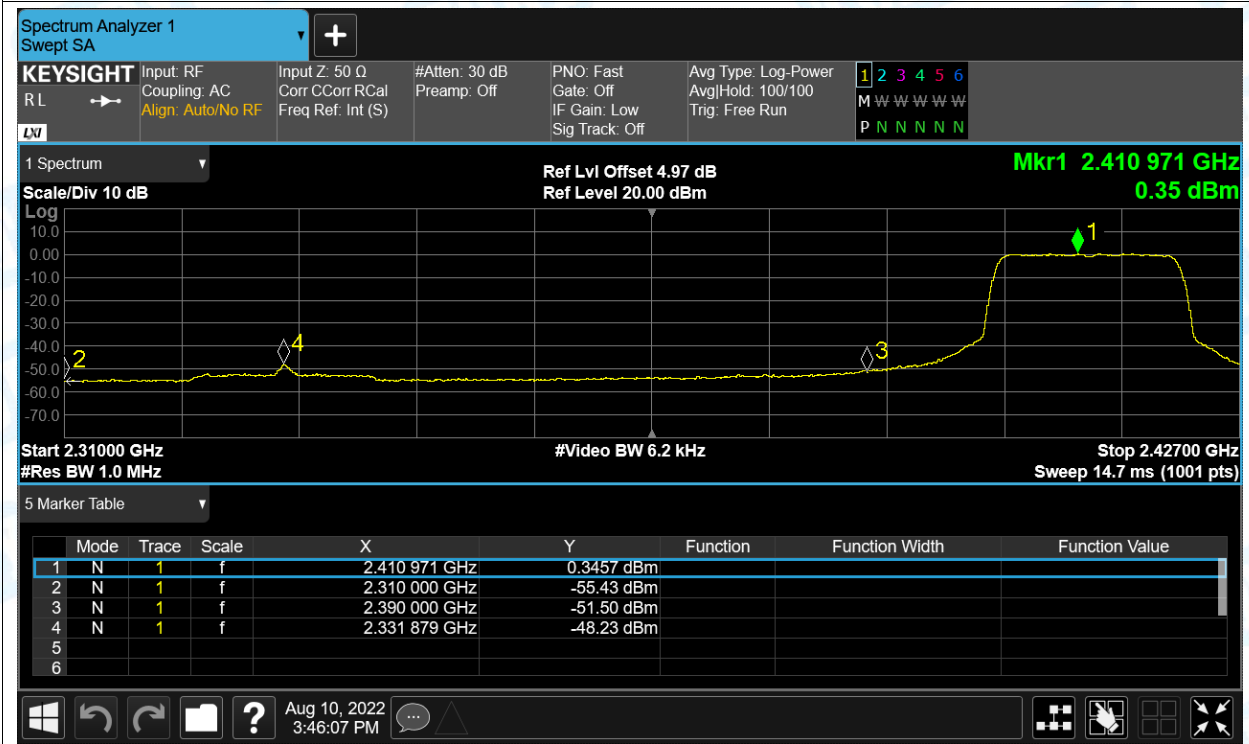 Spectrum Analyzer 1
Swept SA
KEYSIGHT
R L
LXI
Input: RF
Coupling: AC
Align: Auto/No RF
Input Z: 50 Ω
Corr CCorr RCal
Freq Ref: Int (S)
#Atten: 30 dB
Preamp: Off
PNO: Fast
Gate: Off
IF Gain: Low
Sig Track: Off
Avg Type: Log-Power
Avg|Hold: 100/100
Trig: Free Run
1 2 3 4 5 6
M W W W W W
P N N N N N
1 Spectrum
Scale/Div 10 dB
Ref Lvl Offset 4.97 dB
Ref Level 20.00 dBm
Mkr1 2.410 971 GHz
0.35 dBm
Log
10.0
0.00
-10.0
-20.0
-30.0
-40.0
-50.0
-60.0
-70.0
1
2
4
3
Start 2.31000 GHz
#Res BW 1.0 MHz
#Video BW 6.2 kHz
Stop 2.42700 GHz
Sweep 14.7 ms (1001 pts)
5 Marker Table
Mode Trace Scale X Y Function Function Width Function Value
1 N 1 f 2.410 971 GHz 0.3457 dBm
2 N 1 f 2.310 000 GHz -55.43 dBm
3 N 1 f 2.390 000 GHz -51.50 dBm
4 N 1 f 2.331 879 GHz -48.23 dBm
5
6
?
Aug 10, 2022
3:46:07 PM